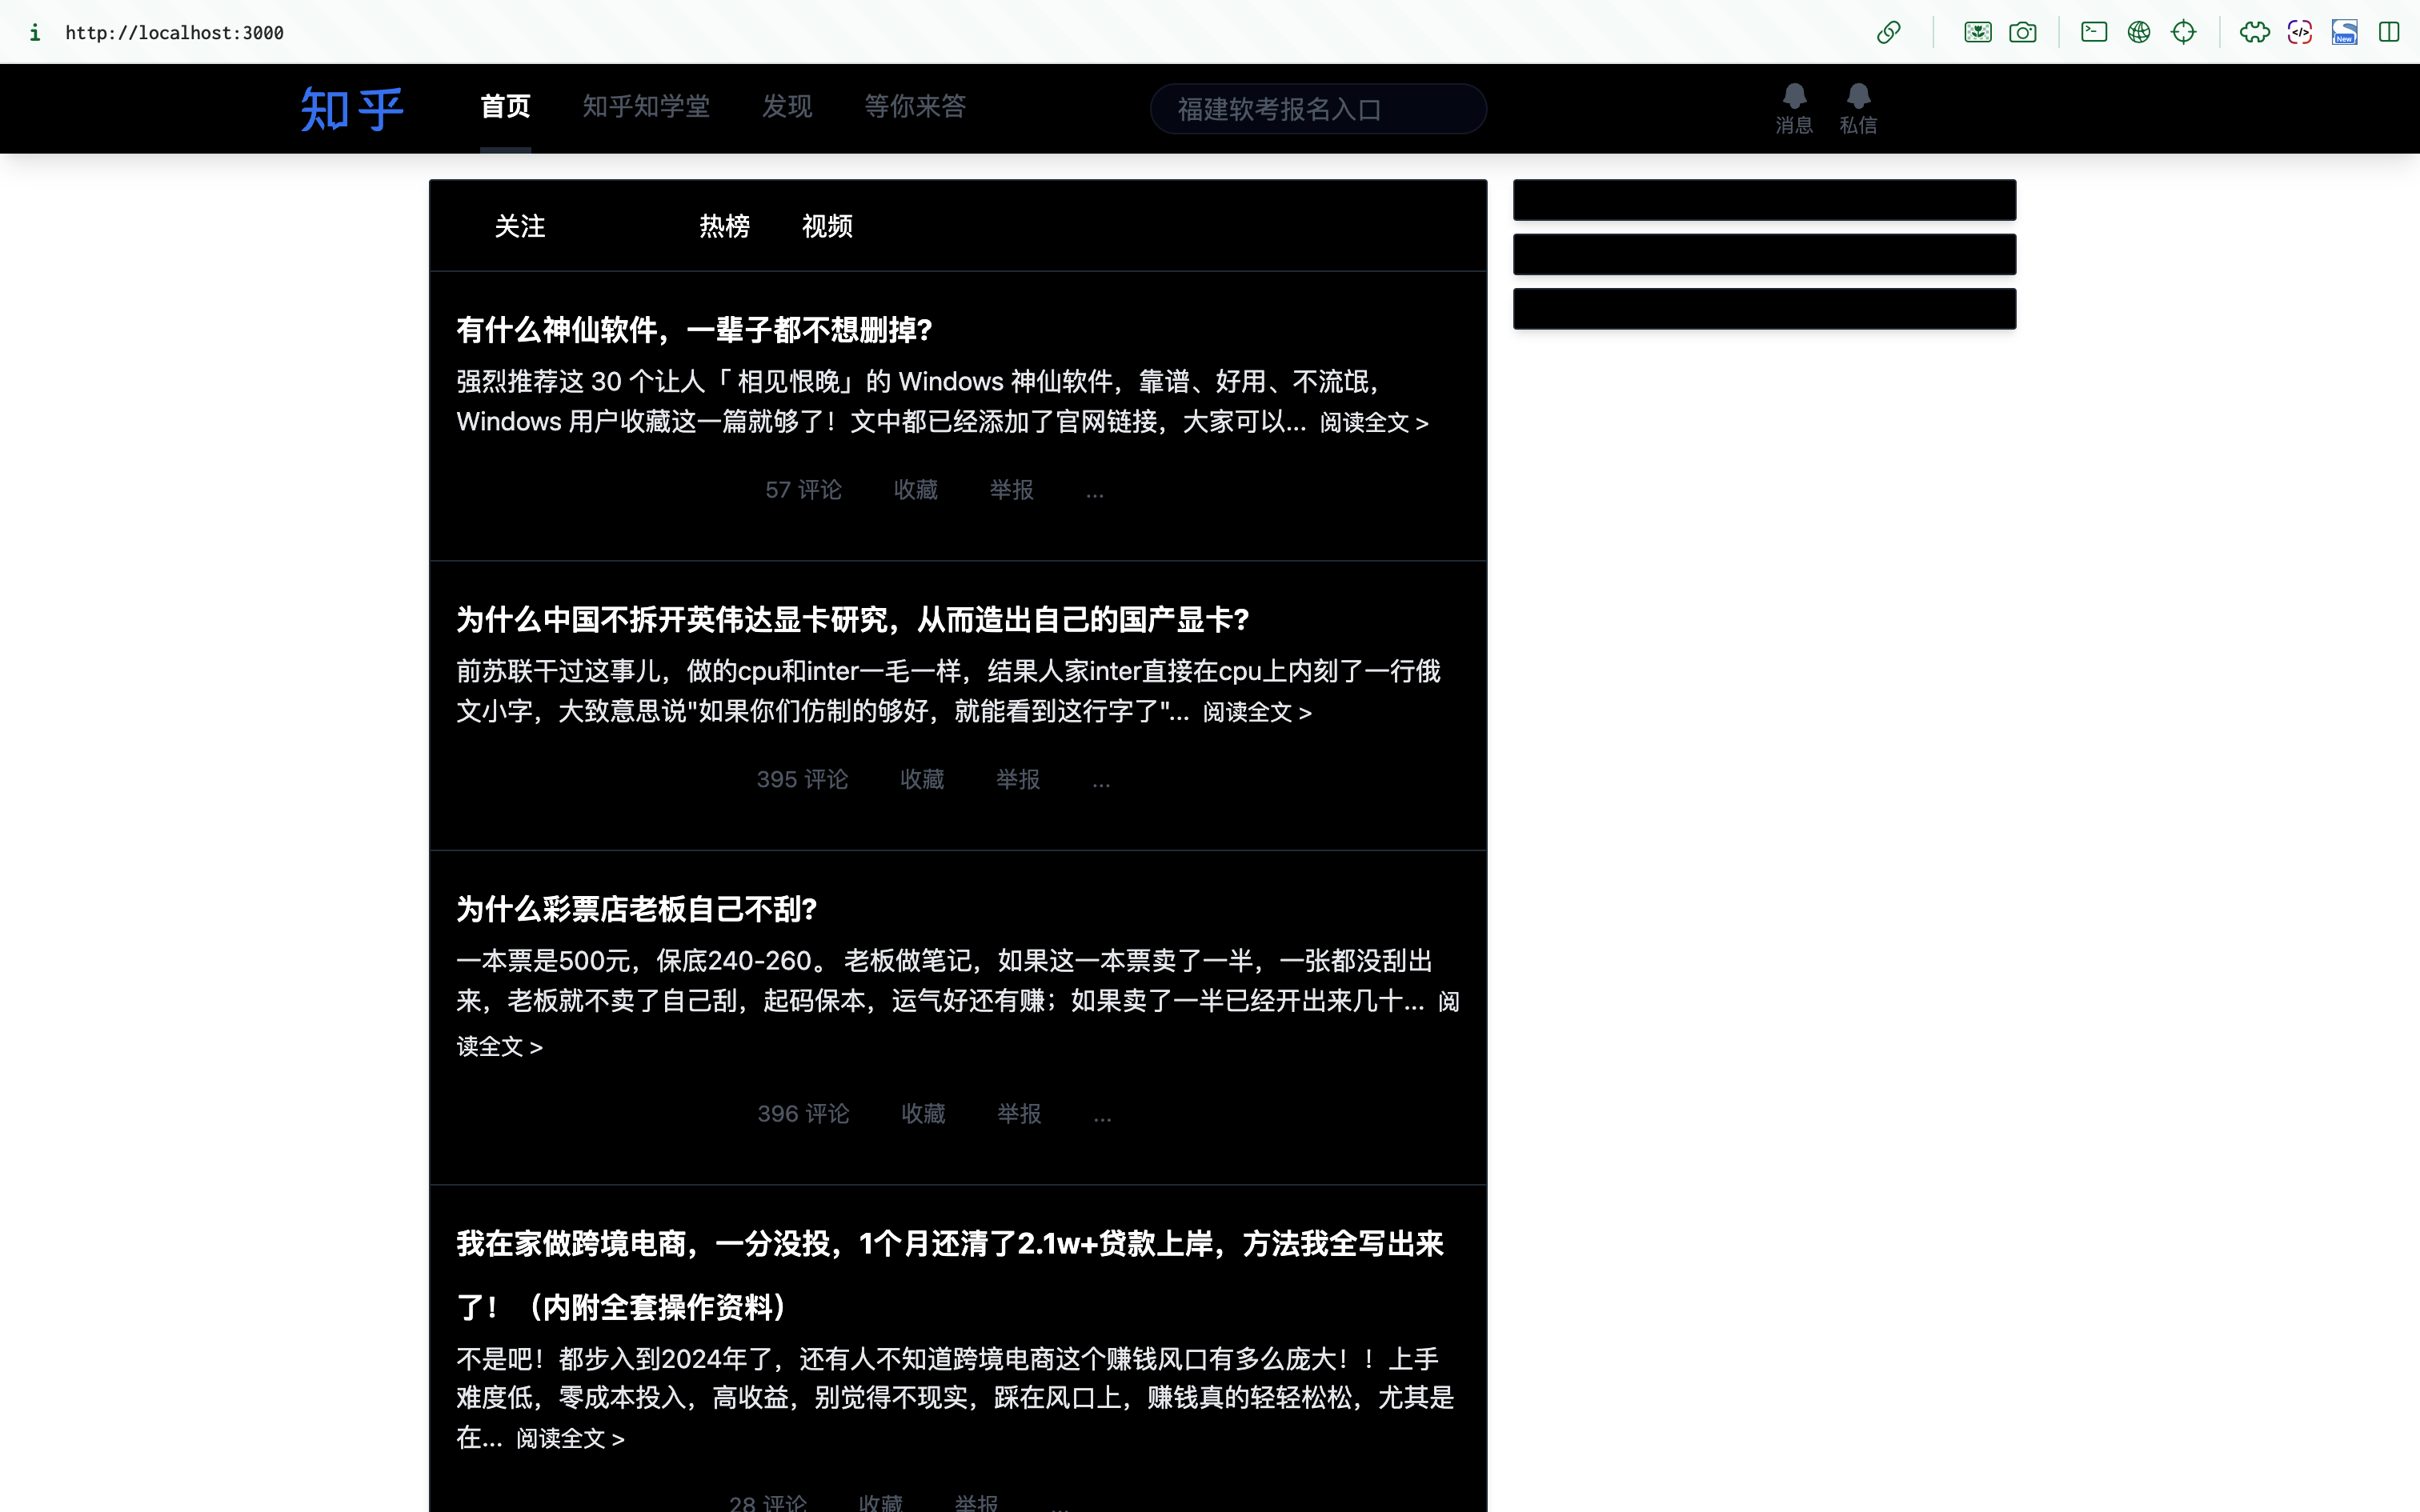 http://localhost:3000
知乎 首页 知乎知学堂 发现 等你来答 福建软考报名入口 消息 私信
关注 热榜 视频
有什么神仙软件，一辈子都不想删掉?
强烈推荐这 30 个让人「 相见恨晚」的 Windows 神仙软件，靠谱、好用、不流氓，
Windows 用户收藏这一篇就够了！文中都已经添加了官网链接，大家可以... 阅读全文 >
57 评论 收藏 举报 ...
为什么中国不拆开英伟达显卡研究，从而造出自己的国产显卡?
前苏联干过这事儿，做的cpu和inter一毛一样，结果人家inter直接在cpu上内刻了一行俄
文小字，大致意思说"如果你们仿制的够好，就能看到这行字了"... 阅读全文 >
395 评论 收藏 举报 ...
为什么彩票店老板自己不刮?
一本票是500元，保底240-260。 老板做笔记，如果这一本票卖了一半，一张都没刮出
来，老板就不卖了自己刮，起码保本，运气好还有赚；如果卖了一半已经开出来几十... 阅
读全文 >
396 评论 收藏 举报 ...
我在家做跨境电商，一分没投，1个月还清了2.1w+贷款上岸，方法我全写出来
了！（内附全套操作资料）
不是吧！都步入到2024年了，还有人不知道跨境电商这个赚钱风口有多么庞大！！上手
难度低，零成本投入，高收益，别觉得不现实，踩在风口上，赚钱真的轻轻松松，尤其是
在... 阅读全文 >
28 评论 收藏 举报 ...
New